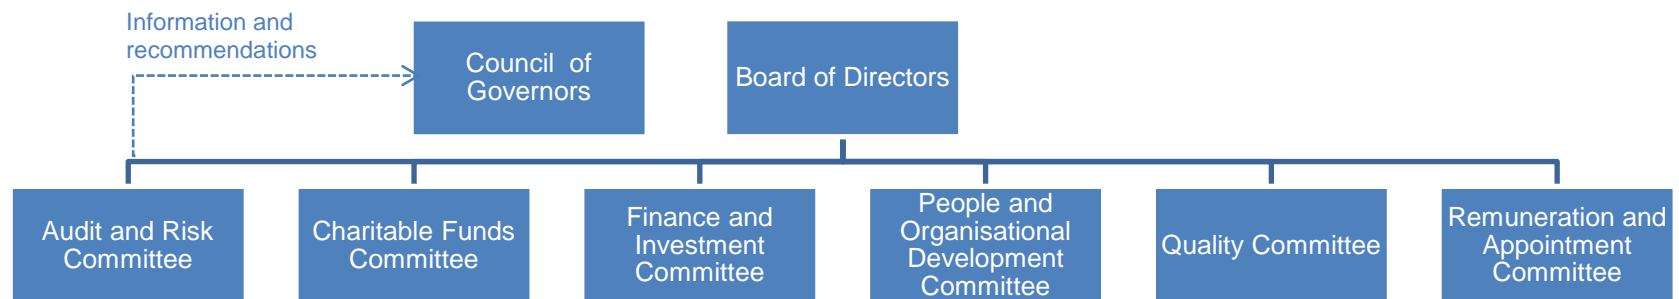 Information and
recommendations
Council of
Governors
Board of Directors
Audit and Risk
Committee
Charitable Funds
Committee
Finance and
Investment
Committee
People and
Organisational
Development
Committee
Quality Committee
Remuneration and
Appointment
Committee